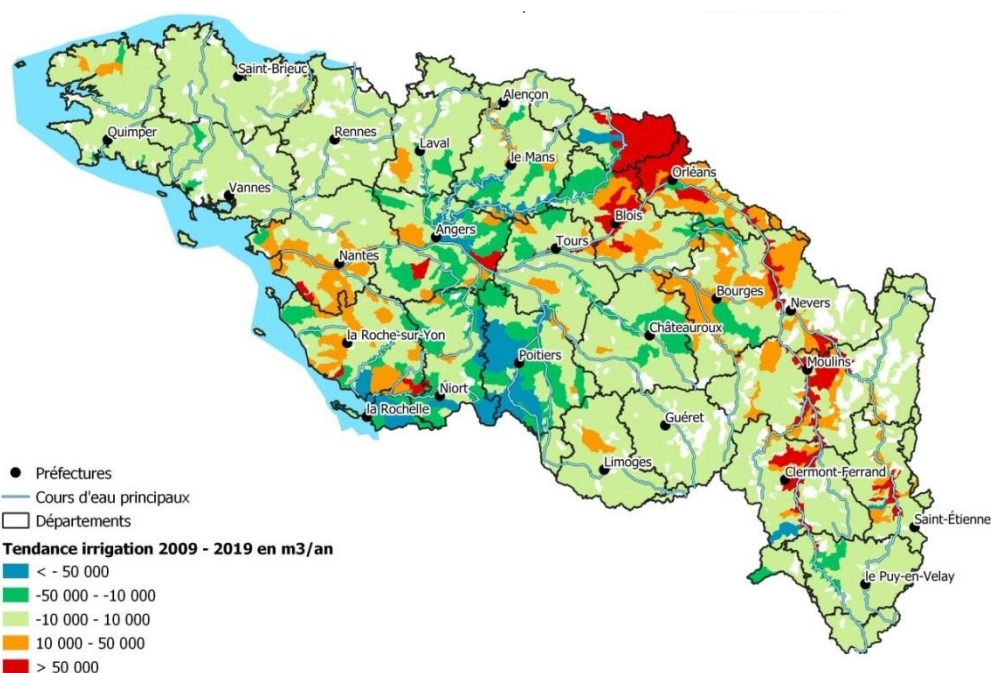 Saint-Brieuc
Alençon
Quimper
Rennes
Laval
le Mans
Orléans
Vannes
Blois
Angers
Tours
Nantes
Bourges
Nevers
la Roche-sur-Yon
Châteauroux
Poitiers
Moulins
Niort
la Rochelle
Guéret
Limoges
Clermont-Ferrand
Saint-Étienne
le Puy-en-Velay
Préfectures
Cours d'eau principaux
Départements
Tendance irrigation 2009 - 2019 en m3/an
< - 50 000
-50 000 - -10 000
-10 000 - 10 000
10 000 - 50 000
> 50 000